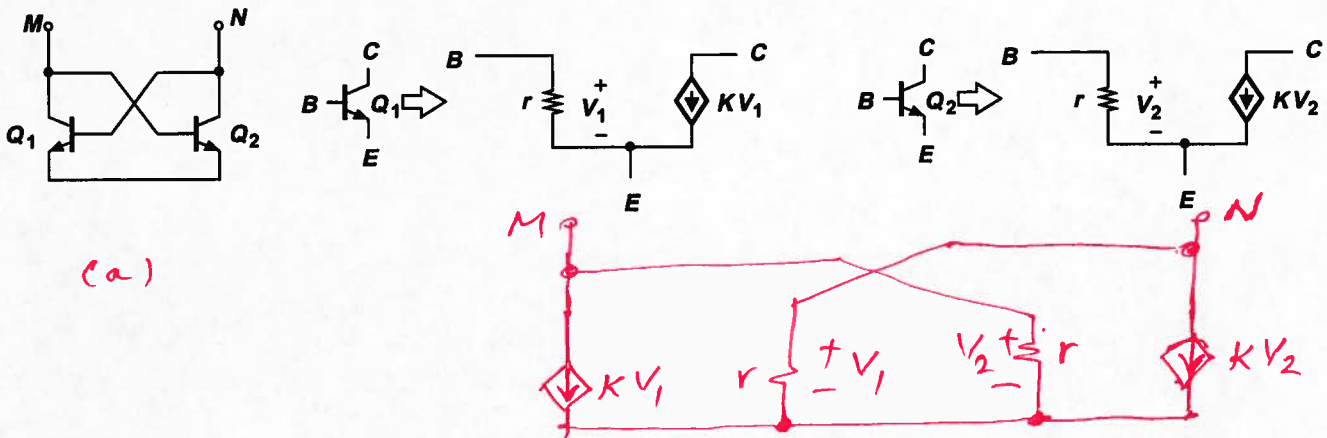 M N
C C
B Q1 B r + V1 − KV1 C
B Q2 B r + V2 − KV2 C
Q1 Q2
E E E E
M N
(a)
KV1 r + V1 − V2 + − r KV2